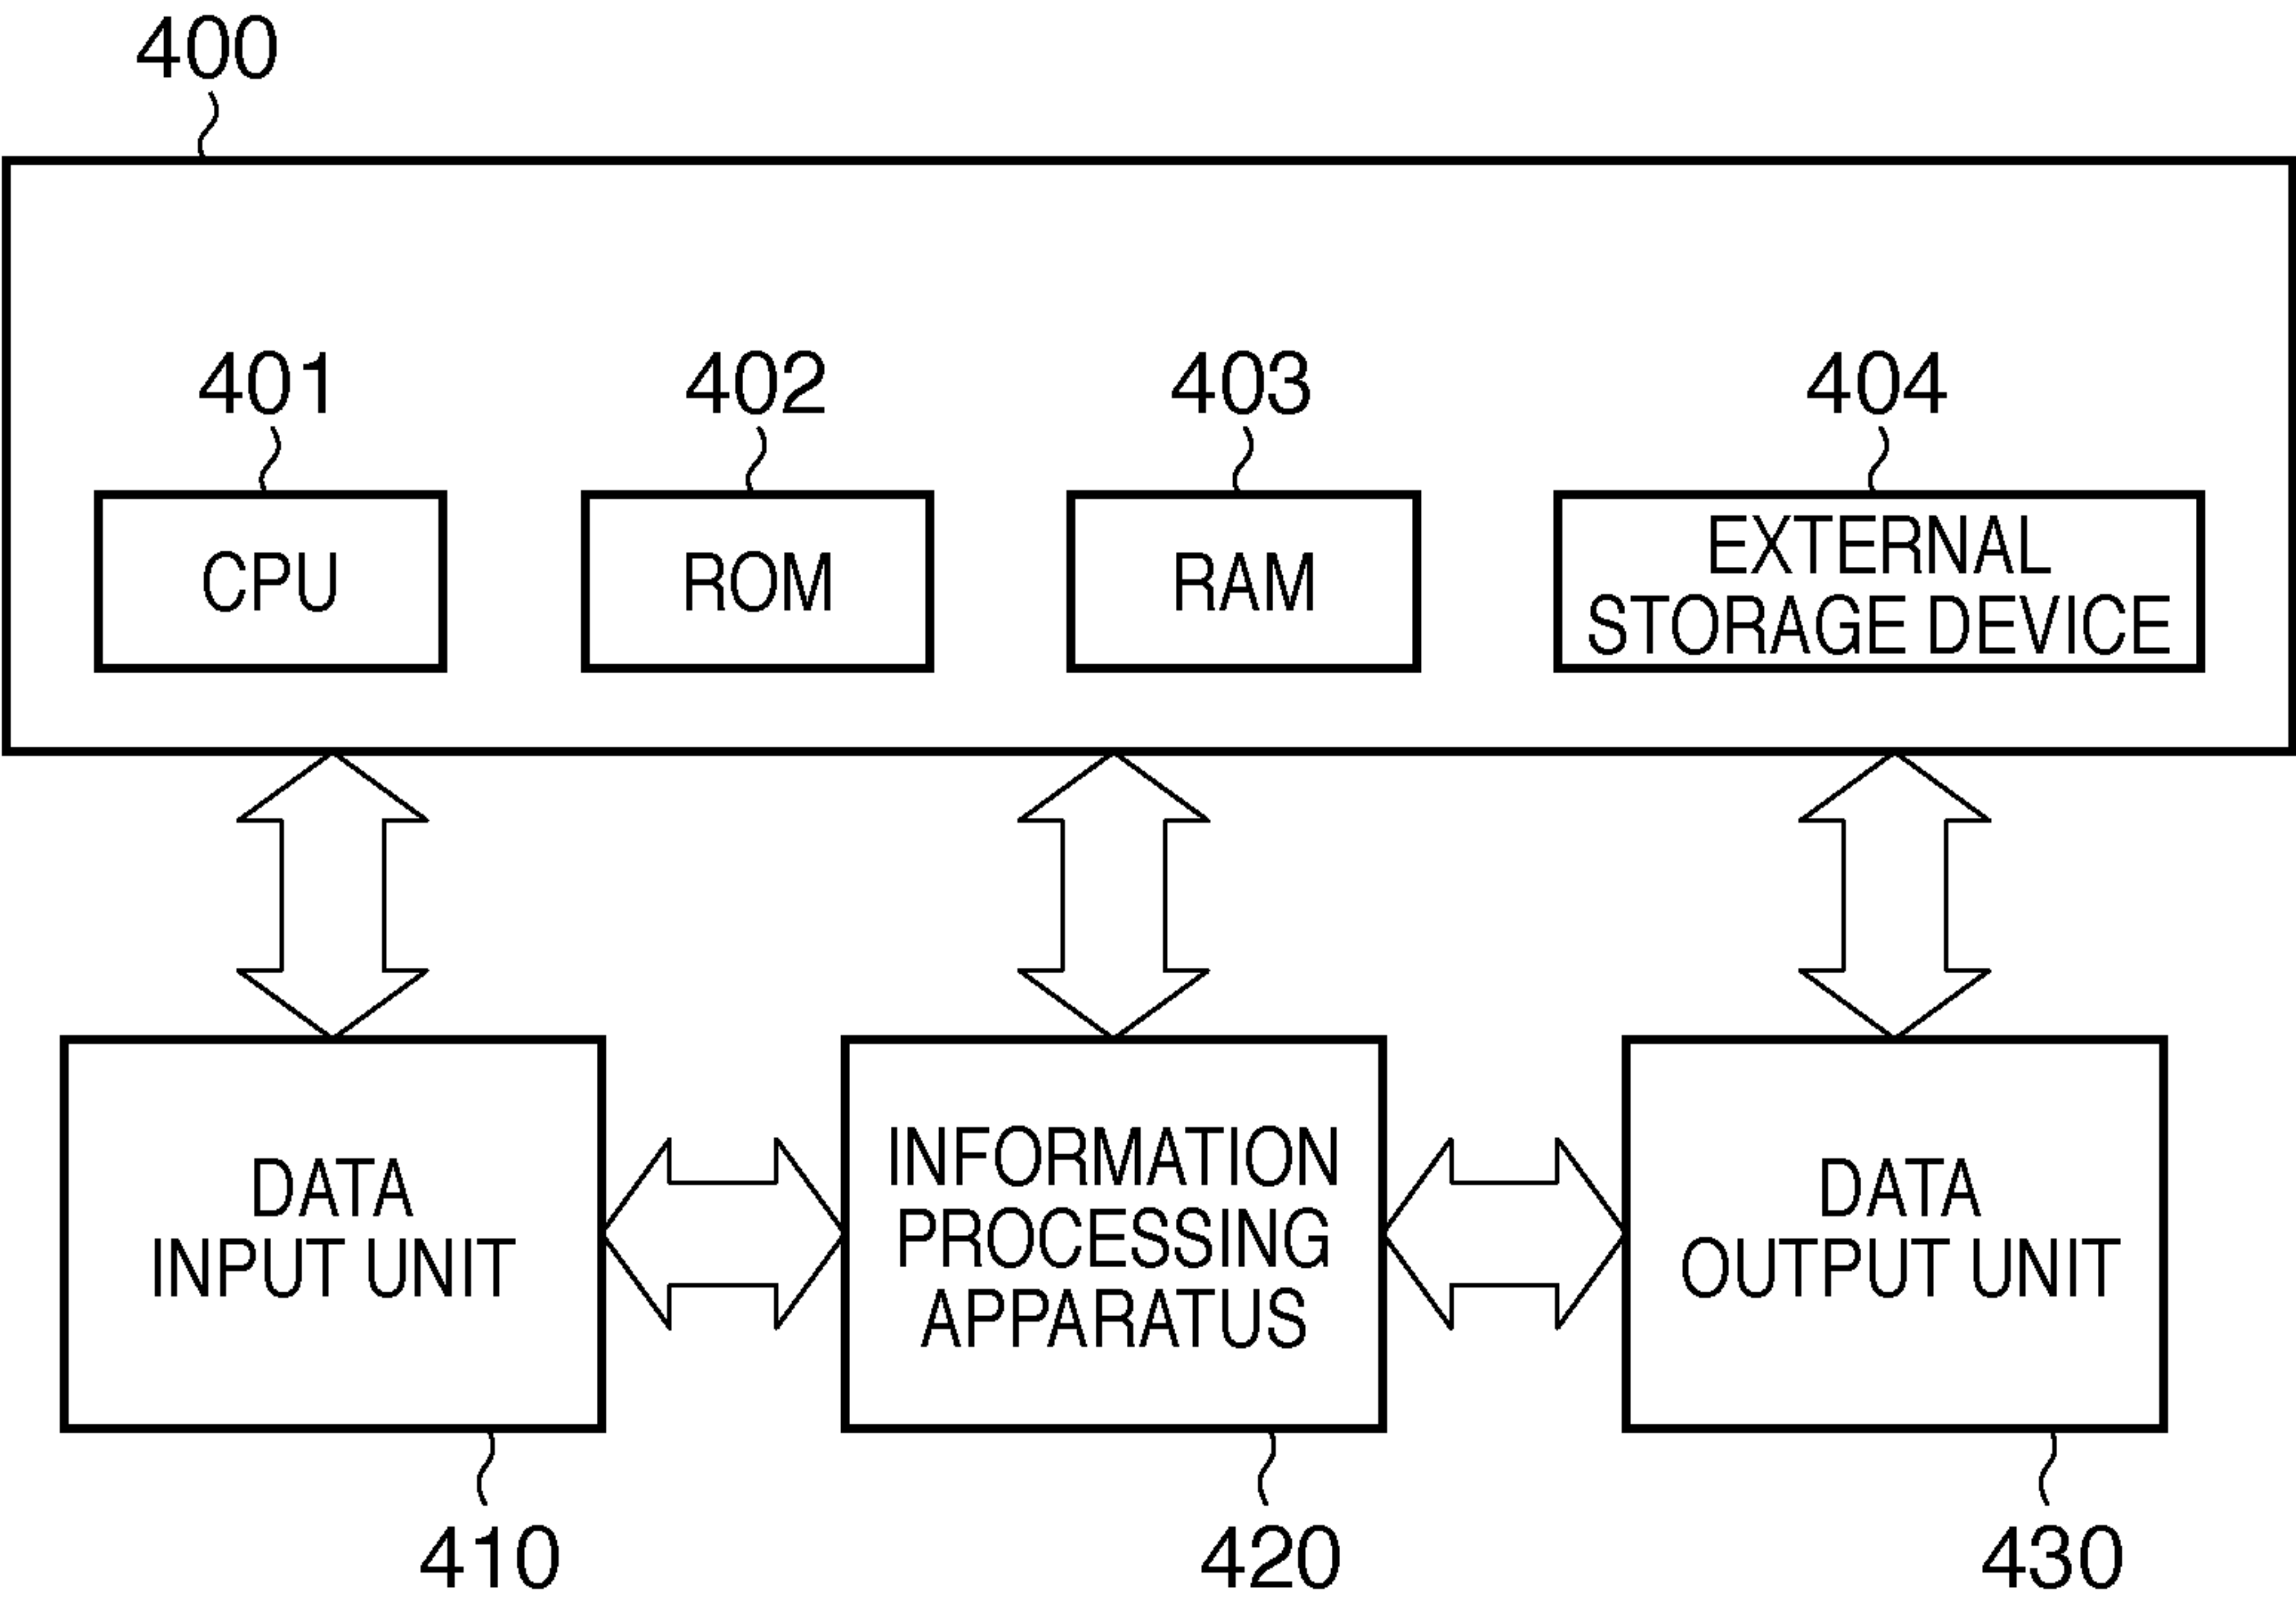 400
401
402
403
404
CPU
ROM
RAM
EXTERNAL
STORAGE DEVICE
DATA
INPUT UNIT
INFORMATION
PROCESSING
APPARATUS
DATA
OUTPUT UNIT
410
420
430